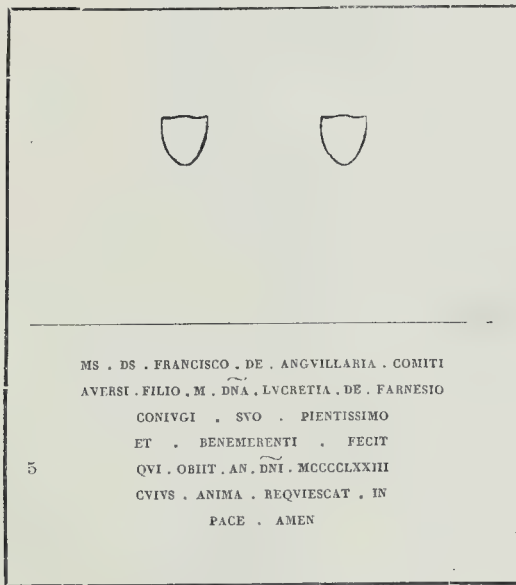 MS . DS . FRANCISCO . DE . ANGVILLARIA . COMITI
AVERSI . FILIO . M . DÑA . LVCRETIA . DE . FARNESIO
CONIVGI . SVO . PIENTISSIMO
ET . BENEMERENTI . FECIT
5 QVI . OBIIT . AN . DÑI . MCCCCLXXIII
CVIVS . ANIMA . REQVIESCAT . IN
PACE . AMEN